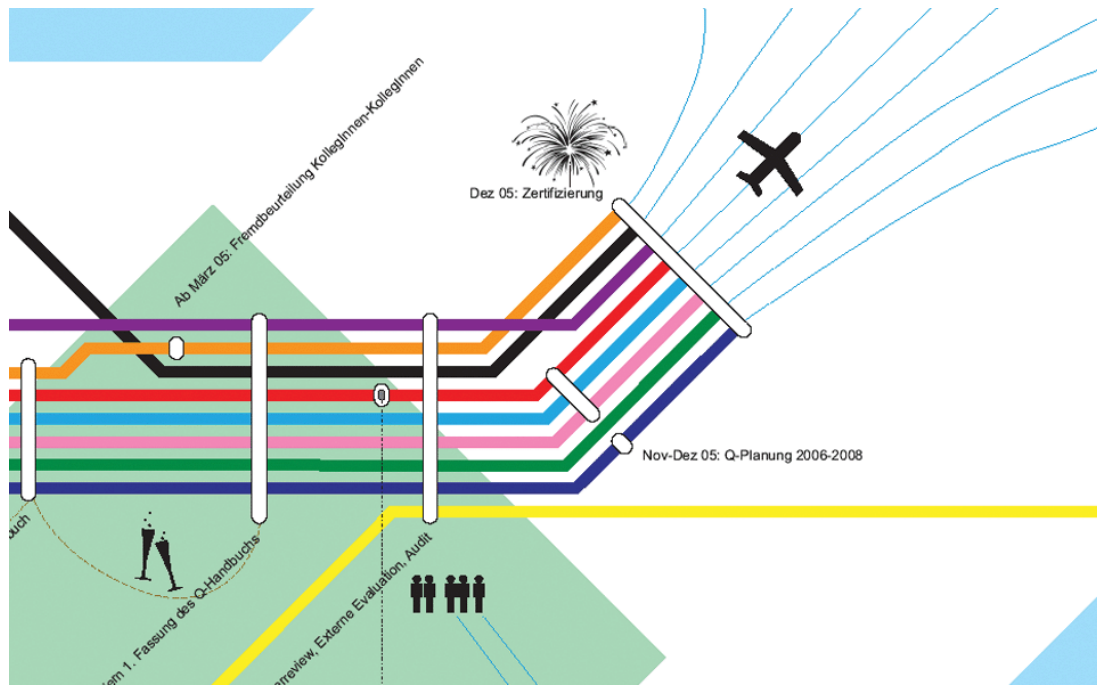 Ab März 05: Fremdbeurteilung KollegInnen-KollegInnen
Dez 05: Zertifizierung
Nov-Dez 05: Q-Planung 2006-2008
1. Fassung des Q-Handbuchs
Externe Evaluation, Audit